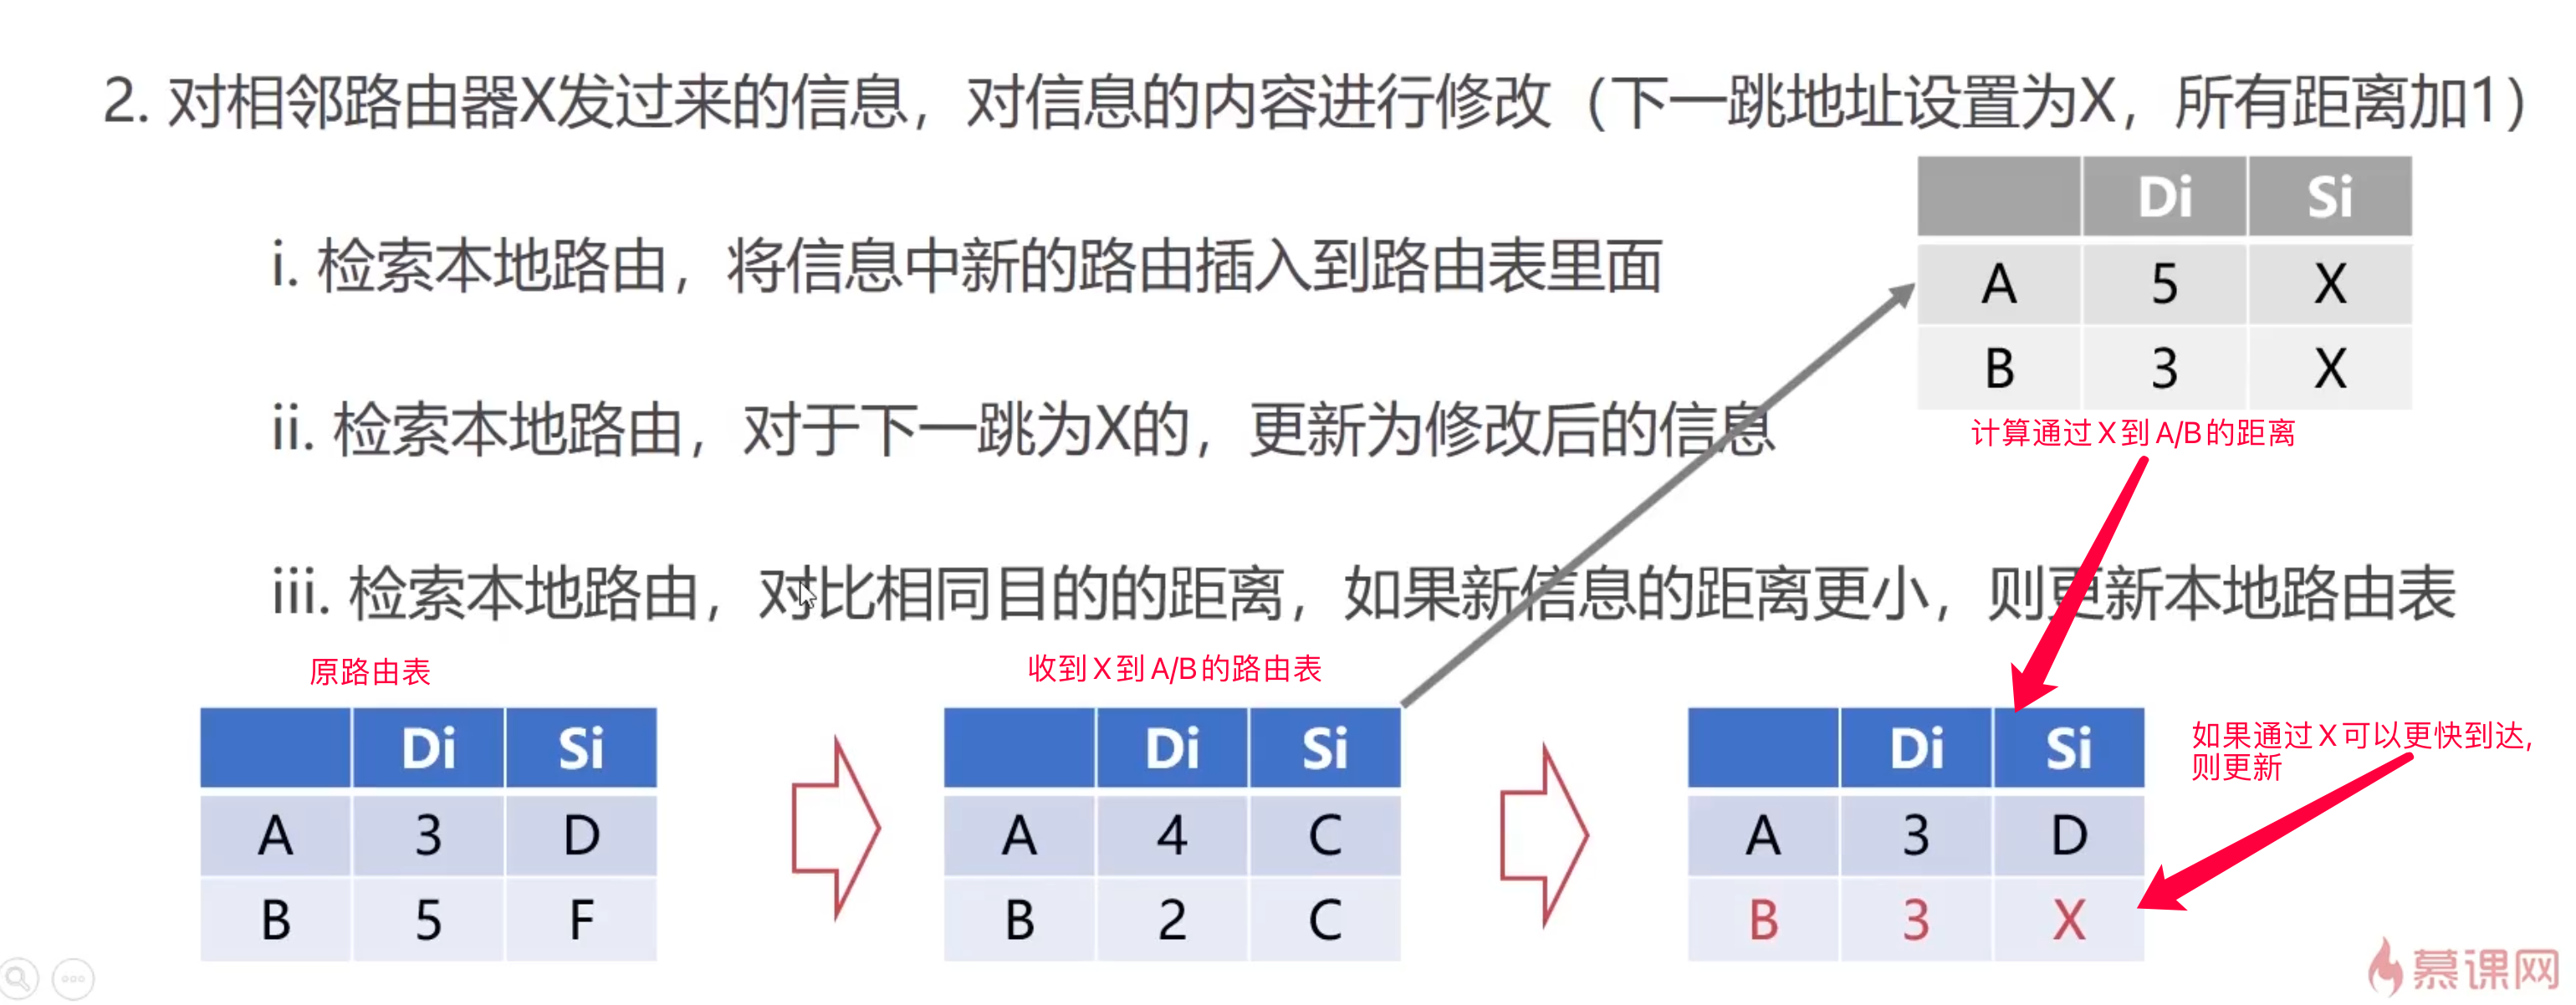 2. 对相邻路由器X发过来的信息，对信息的内容进行修改（下一跳地址设置为X，所有距离加1）
Di Si
A 5 X
B 3 X
计算通过X到A/B的距离
i. 检索本地路由，将信息中新的路由插入到路由表里面
ii. 检索本地路由，对于下一跳为X的，更新为修改后的信息
iii. 检索本地路由，对比相同目的的距离，如果新信息的距离更小，则更新本地路由表
原路由表
Di Si
A 3 D
B 5 F
收到X到A/B的路由表
Di Si
A 4 C
B 2 C
Di Si
A 3 D
B 3 X
如果通过X可以更快到达，
则更新
慕课网